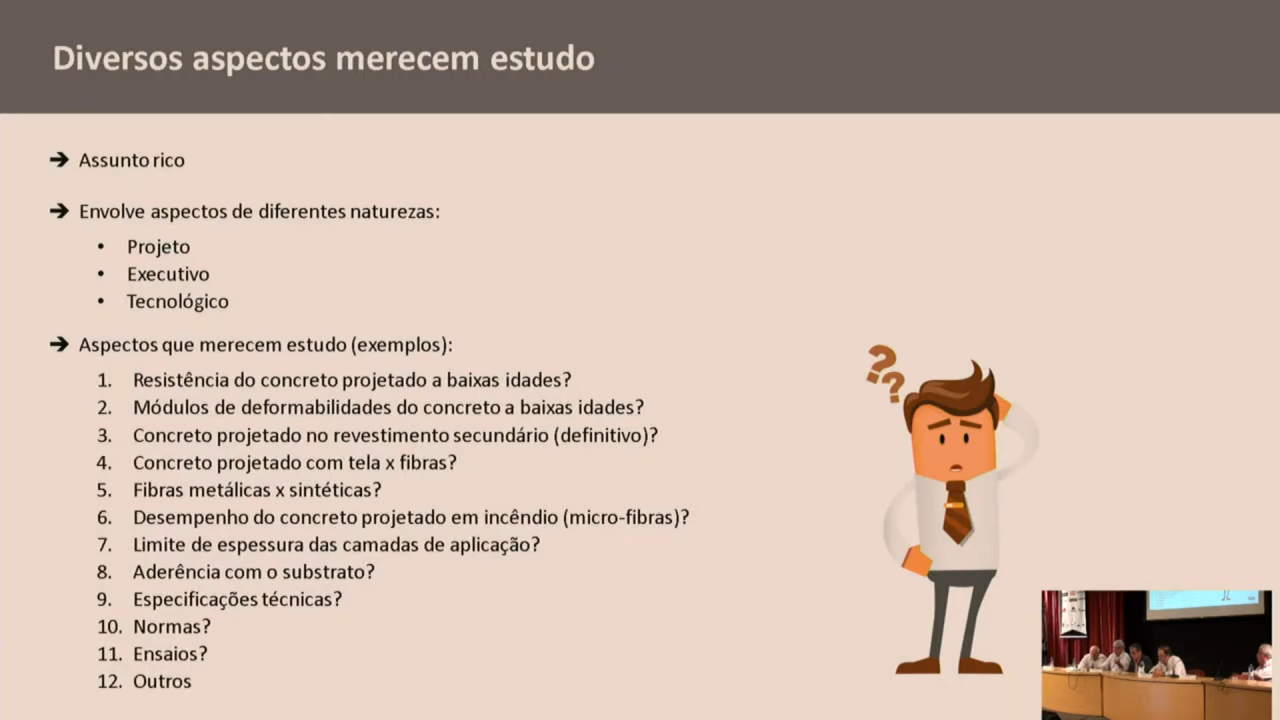 Diversos aspectos merecem estudo
➔ Assunto rico
➔ Envolve aspectos de diferentes naturezas:
• Projeto
• Executivo
• Tecnológico
➔ Aspectos que merecem estudo (exemplos):
1. Resistência do concreto projetado a baixas idades?
2. Módulos de deformabilidades do concreto a baixas idades?
3. Concreto projetado no revestimento secundário (definitivo)?
4. Concreto projetado com tela x fibras?
5. Fibras metálicas x sintéticas?
6. Desempenho do concreto projetado em incêndio (micro-fibras)?
7. Limite de espessura das camadas de aplicação?
8. Aderência com o substrato?
9. Especificações técnicas?
10. Normas?
11. Ensaios?
12. Outros
??